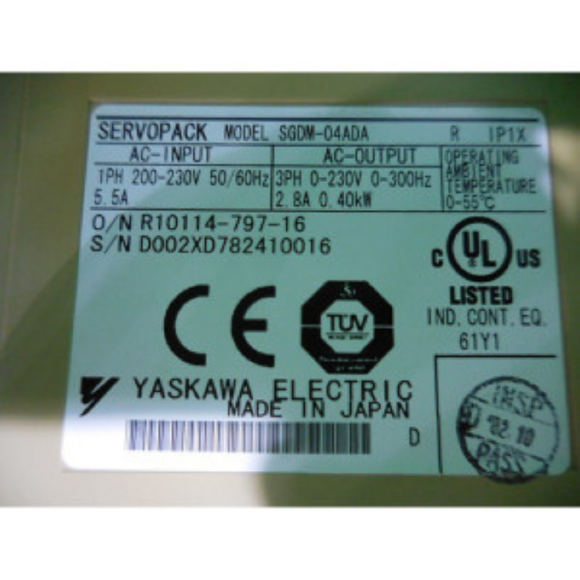 SERVOPACK MODEL SGDM-04ADA R IP1X
AC-INPUT AC-OUTPUT OPERATING
1PH 200-230V 50/60Hz 3PH 0-230V 0-300Hz AMBIENT
5.5A 2.8A 0.40kW TEMPERATURE
0-55℃
O/N R10114-797-16
S/N D002XD782410016
C UL US
LISTED
IND. CONT. EQ.
61Y1
CE
TÜV
YASKAWA ELECTRIC
MADE IN JAPAN
D
INSP
'02.10
PASS